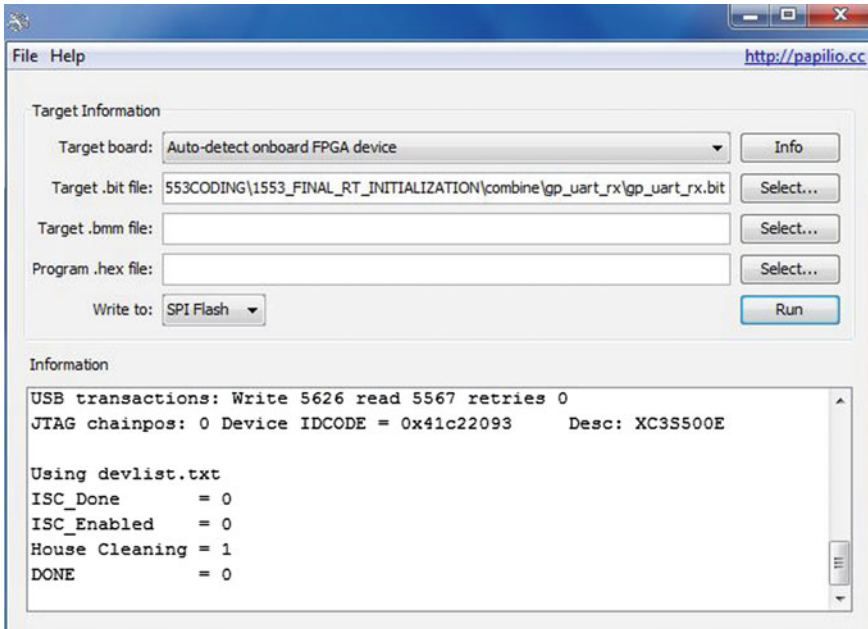 File Help http://papilio.cc
Target Information
Target board: Auto-detect onboard FPGA device Info
Target .bit file: 553CODING\1553_FINAL_RT_INITIALIZATION\combine\gp_uart_rx\gp_uart_rx.bit Select...
Target .bmm file: Select...
Program .hex file: Select...
Write to: SPI Flash Run
Information
USB transactions: Write 5626 read 5567 retries 0
JTAG chainpos: 0 Device IDCODE = 0x41c22093 Desc: XC3S500E
Using devlist.txt
ISC_Done = 0
ISC_Enabled = 0
House Cleaning = 1
DONE = 0